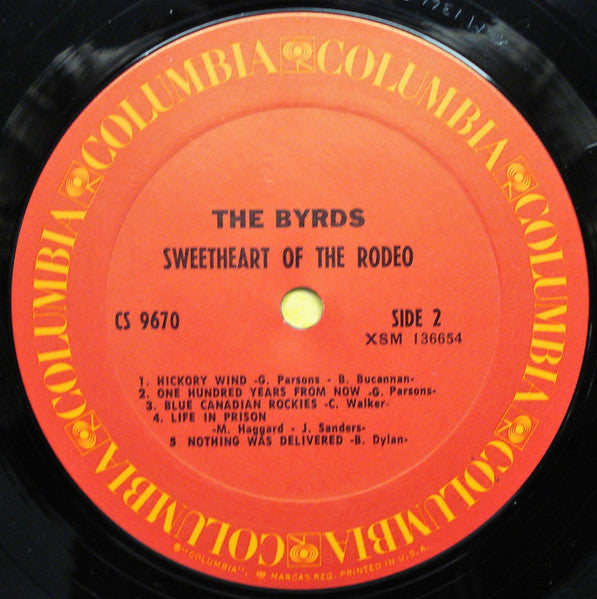 COLUMBIA COLUMBIA COLUMBIA COLUMBIA COLUMBIA COLUMBIA
THE BYRDS
SWEETHEART OF THE RODEO
CS 9670
SIDE 2
XSM 136654
1. HICKORY WIND -G. Parsons - B. Bucannan-
2. ONE HUNDRED YEARS FROM NOW -G. Parsons-
3. BLUE CANADIAN ROCKIES -C. Walker-
4. LIFE IN PRISON
-M. Haggard - J. Sanders-
5. NOTHING WAS DELIVERED -B. Dylan-
© "COLUMBIA", MARCAS REG. PRINTED IN U.S.A.